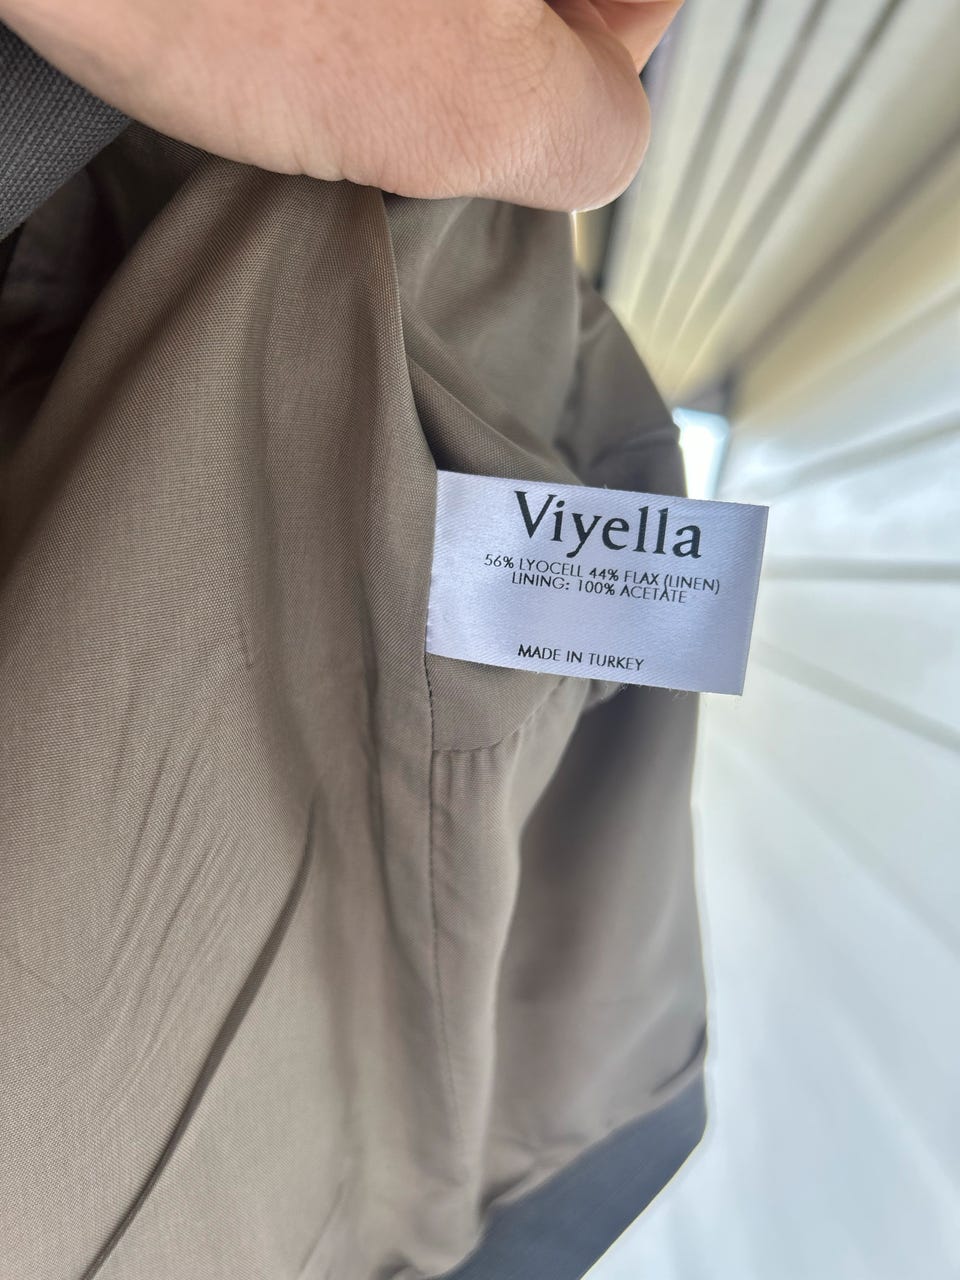 Viyella
56% LYOCELL 44% FLAX (LINEN)
LINING: 100% ACETATE
MADE IN TURKEY